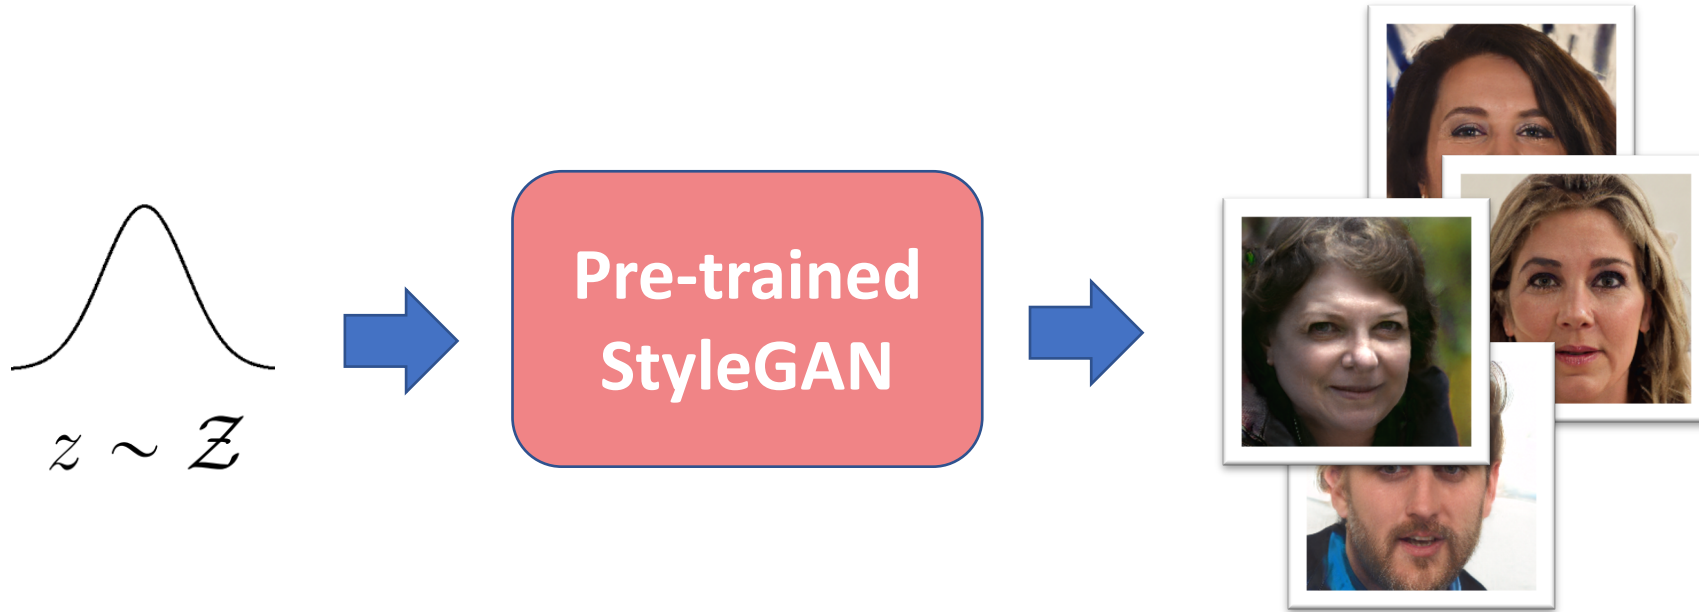 z ~ 𝒵
Pre-trained
StyleGAN